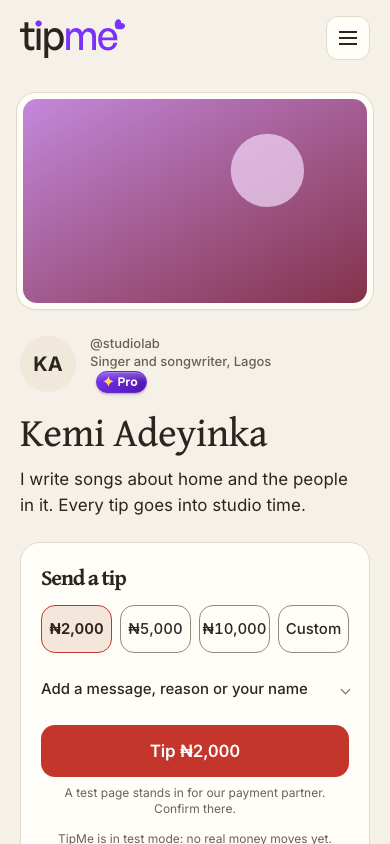 tipme
KA
@studiolab
Singer and songwriter, Lagos
Pro
Kemi Adeyinka
I write songs about home and the people
in it. Every tip goes into studio time.
Send a tip
₦2,000 ₦5,000 ₦10,000 Custom
Add a message, reason or your name
Tip ₦2,000
A test page stands in for our payment partner.
Confirm there.
TipMe is in test mode: no real money moves yet.